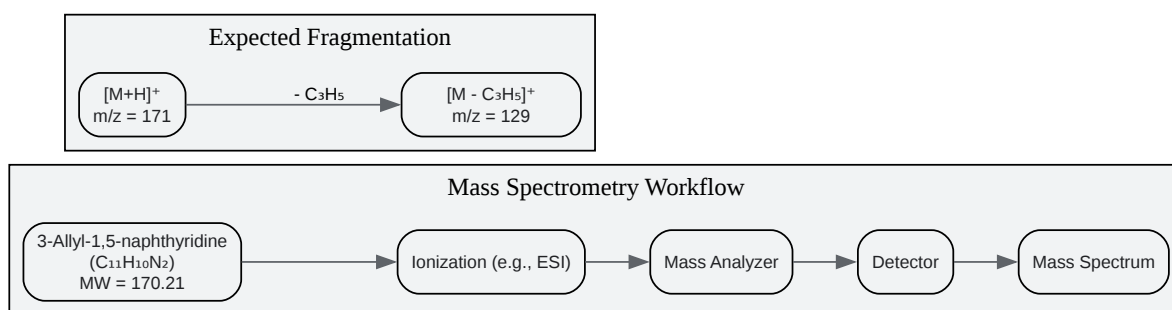 Expected Fragmentation
[M+H]⁺
m/z = 171
- C₃H₅
[M - C₃H₅]⁺
m/z = 129
Mass Spectrometry Workflow
3-Allyl-1,5-naphthyridine
(C₁₁H₁₀N₂)
MW = 170.21
Ionization (e.g., ESI)
Mass Analyzer
Detector
Mass Spectrum